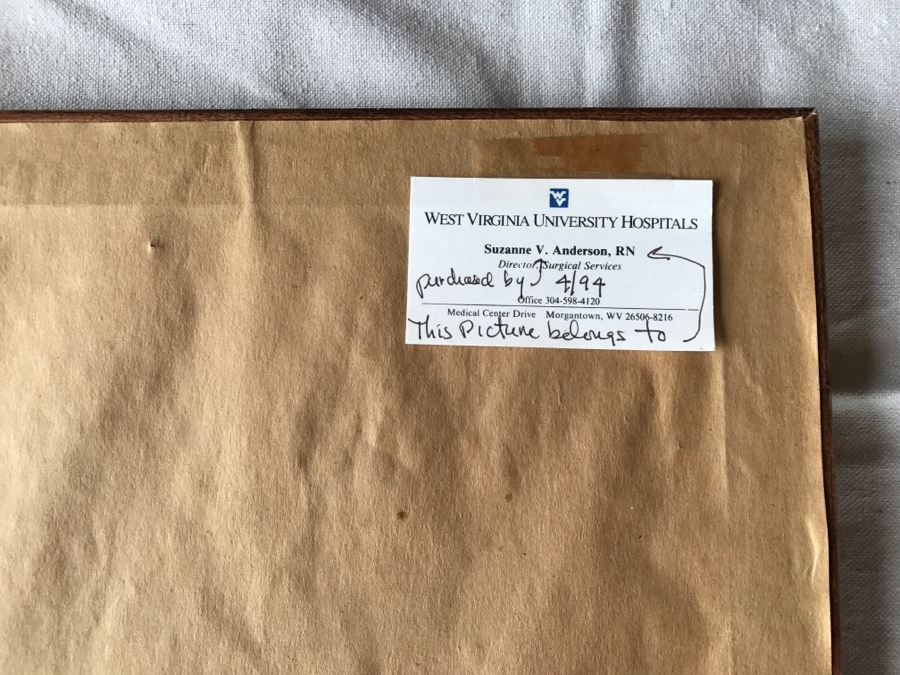 WV
WEST VIRGINIA UNIVERSITY HOSPITALS
Suzanne V. Anderson, RN
Director, Surgical Services
purchased by 4/94
Office 304-598-4120
Medical Center Drive Morgantown, WV 26506-8216
This Picture belongs to